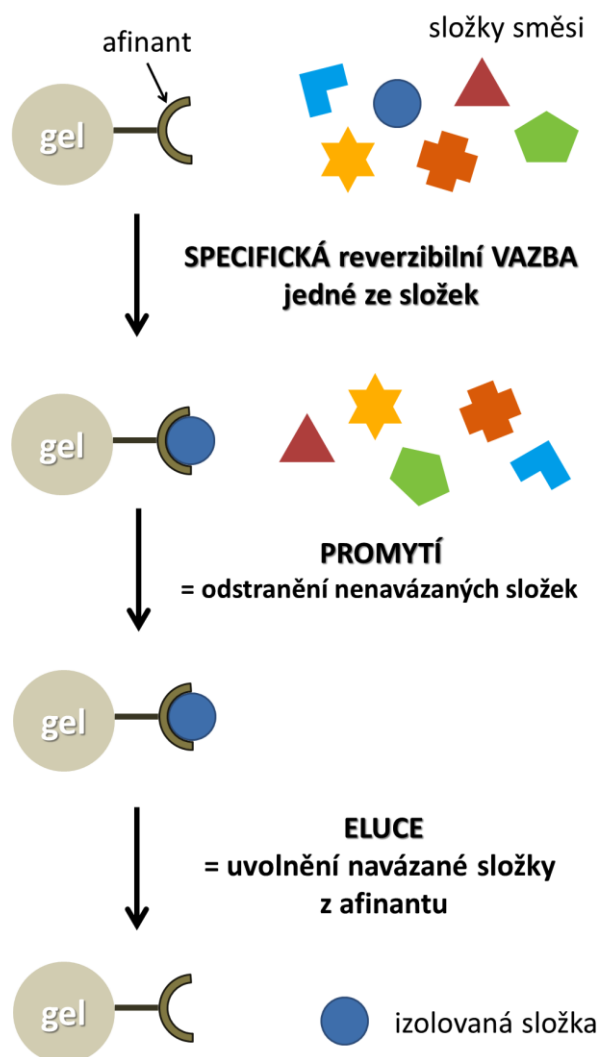 afinant
složky směsi
gel
SPECIFICKÁ reverzibilní VAZBA
jedné ze složek
gel
PROMYTÍ
= odstranění nenavázaných složek
gel
ELUCE
= uvolnění navázané složky
z afinantu
gel
izolovaná složka